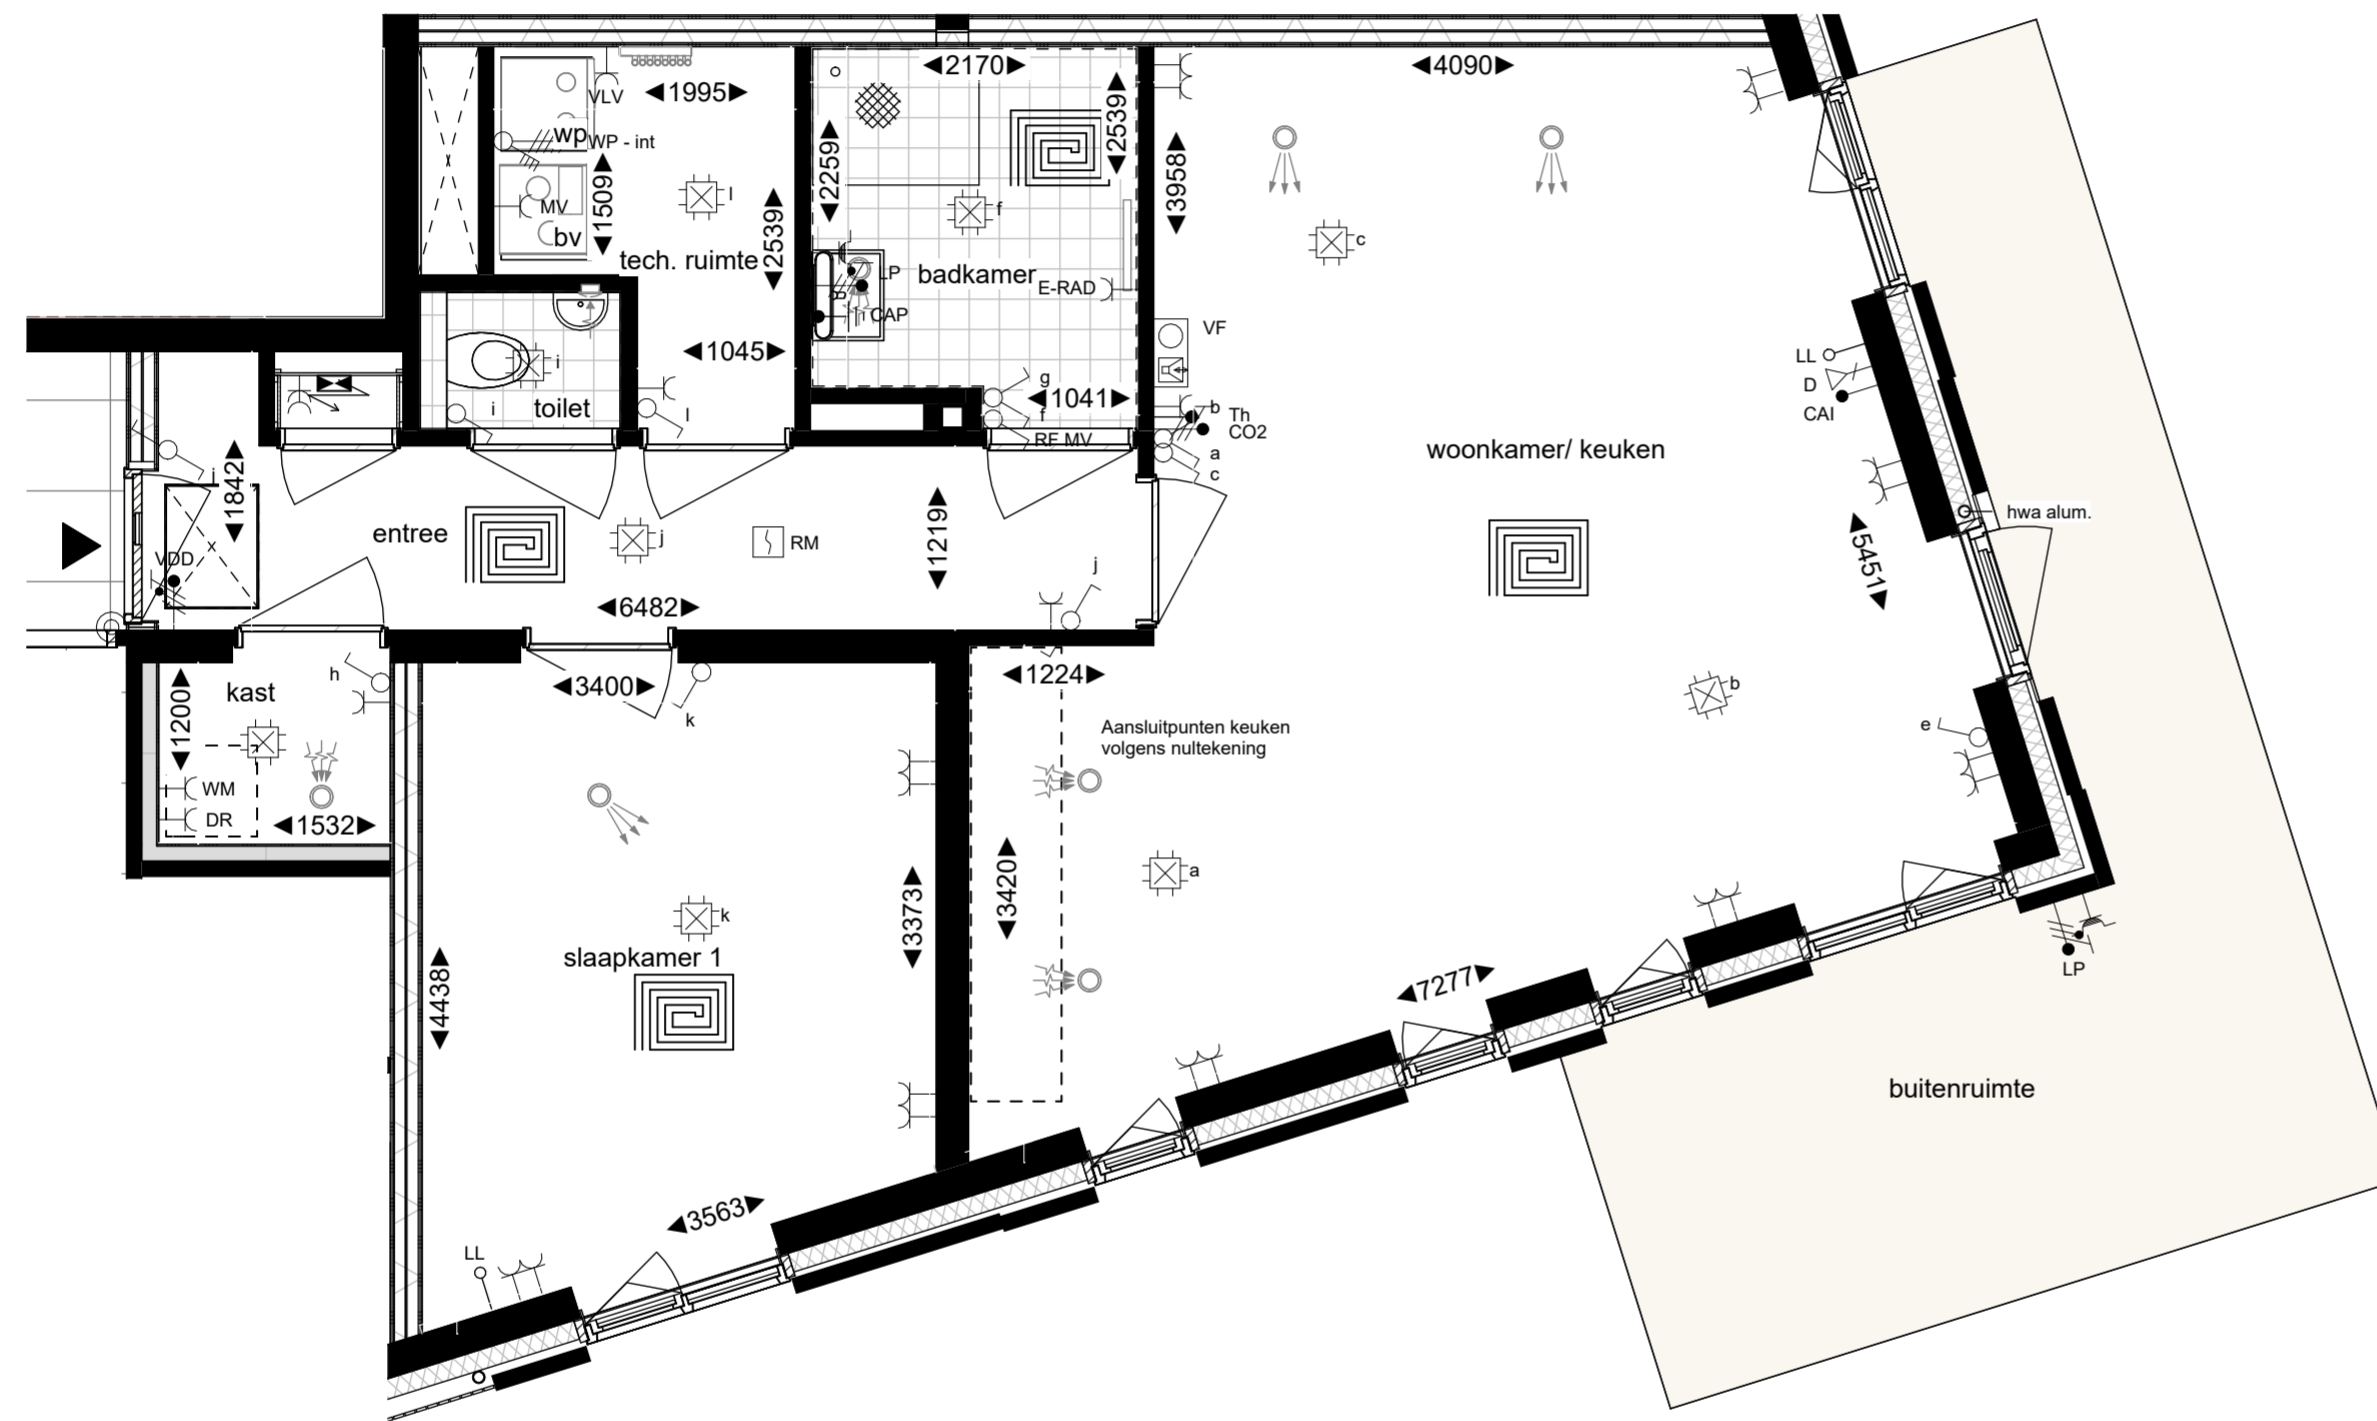 2170
4090
1995
VLV
wp
WP - int
2539
2259
3958
1509
MV
bv
l
f
c
2539
tech. ruimte
badkamer
LP
E-RAD
CAP
VF
LL
D
CAI
1045
i
g
1041
b
Th
CO2
i
toilet
l
f
RF MV
a
c
woonkamer/ keuken
j
1842
1219
hwa alum.
entree
j
RM
VDD
x
j
5451
6482
h
kast
1200
3400
k
1224
b
Aansluitpunten keuken
volgens nultekening
e
WM
DR
1532
3373
3420
a
k
slaapkamer 1
4438
7277
LP
buitenruimte
3563
LL